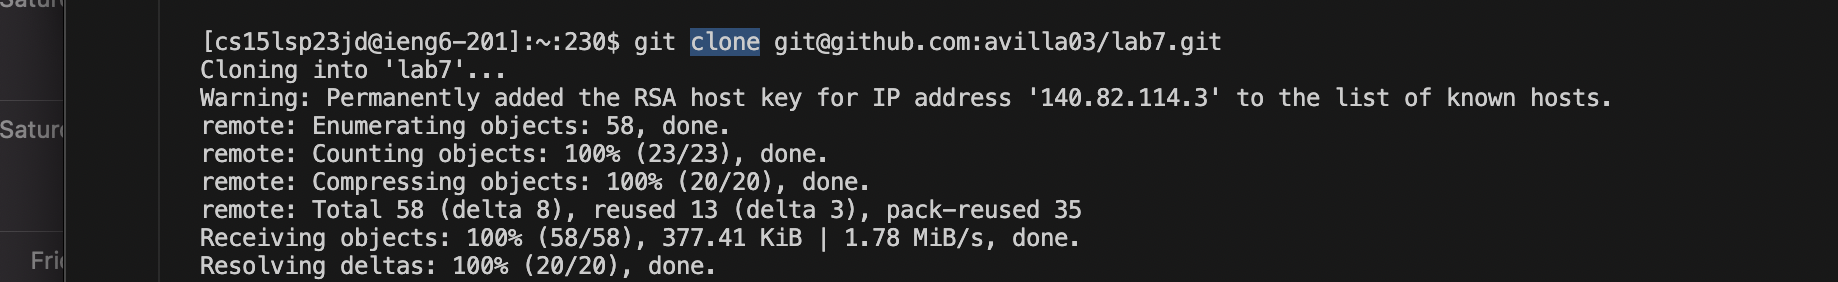 [cs15lsp23jd@ieng6-201]:~:230$ git clone git@github.com:avilla03/lab7.git
Cloning into 'lab7'...
Warning: Permanently added the RSA host key for IP address '140.82.114.3' to the list of known hosts.
remote: Enumerating objects: 58, done.
remote: Counting objects: 100% (23/23), done.
remote: Compressing objects: 100% (20/20), done.
remote: Total 58 (delta 8), reused 13 (delta 3), pack-reused 35
Receiving objects: 100% (58/58), 377.41 KiB | 1.78 MiB/s, done.
Resolving deltas: 100% (20/20), done.